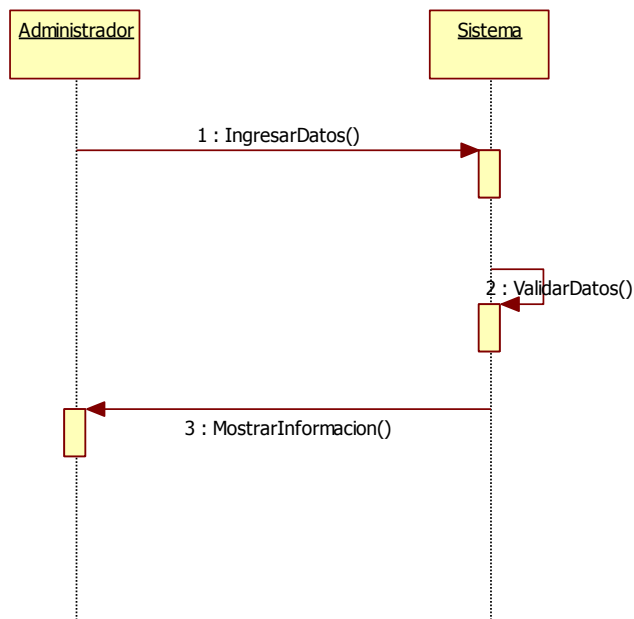 Administrador
Sistema
1 : IngresarDatos()
2 : ValidarDatos()
3 : MostrarInformacion()